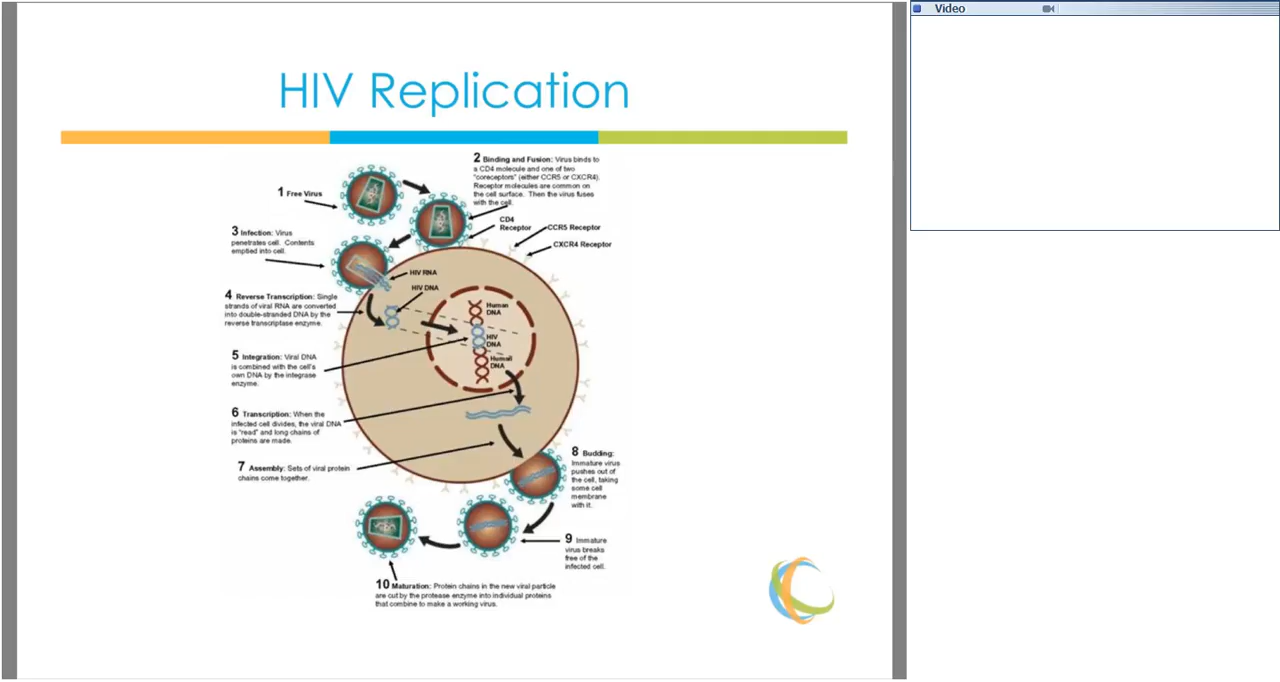 Video
HIV Replication
1 Free Virus
2 Binding and Fusion: Virus binds to
a CD4 molecule and one of two
"coreceptors" (either CCR5 or CXCR4).
Receptor molecules are common on
the cell surface. Then the virus fuses
with the cell.
CD4
Receptor
CCR5 Receptor
CXCR4 Receptor
3 Infection: Virus
penetrates cell. Contents
emptied into cell.
HIV RNA
HIV DNA
4 Reverse Transcription: Single
strands of viral RNA are converted
into double-stranded DNA by the
reverse transcriptase enzyme.
Human
DNA
HIV
DNA
Human
DNA
5 Integration: Viral DNA
is combined with the cell's
own DNA by the integrase
enzyme.
6 Transcription: When the
infected cell divides, the viral DNA
is "read" and long chains of
proteins are made.
7 Assembly: Sets of viral protein
chains come together.
8 Budding:
Immature virus
pushes out of
the cell, taking
some cell
membrane
with it.
9 Immature
virus breaks
free of the
infected cell.
10 Maturation: Protein chains in the new viral particle
are cut by the protease enzyme into individual proteins
that combine to make a working virus.